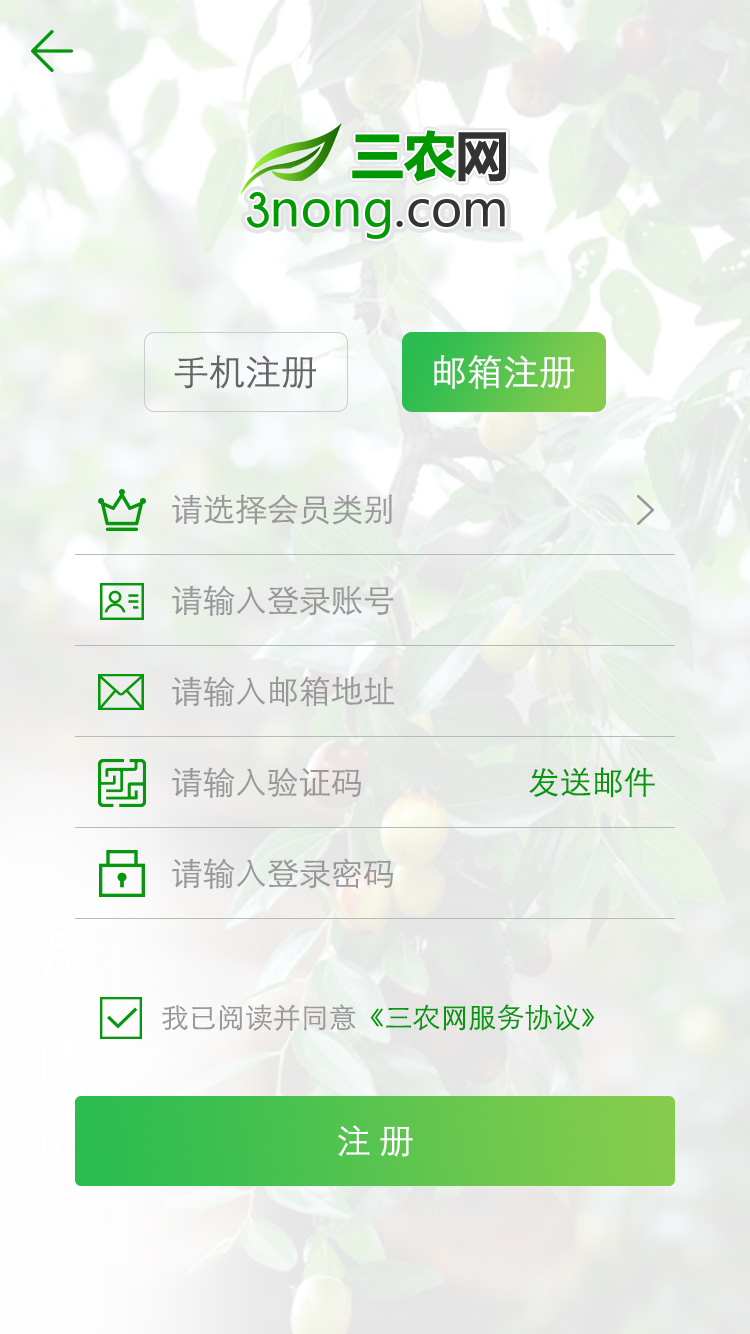 三农网
3nong.com
手机注册 邮箱注册
请选择会员类别
请输入登录账号
请输入邮箱地址
请输入验证码 发送邮件
请输入登录密码
我已阅读并同意《三农网服务协议》
注 册